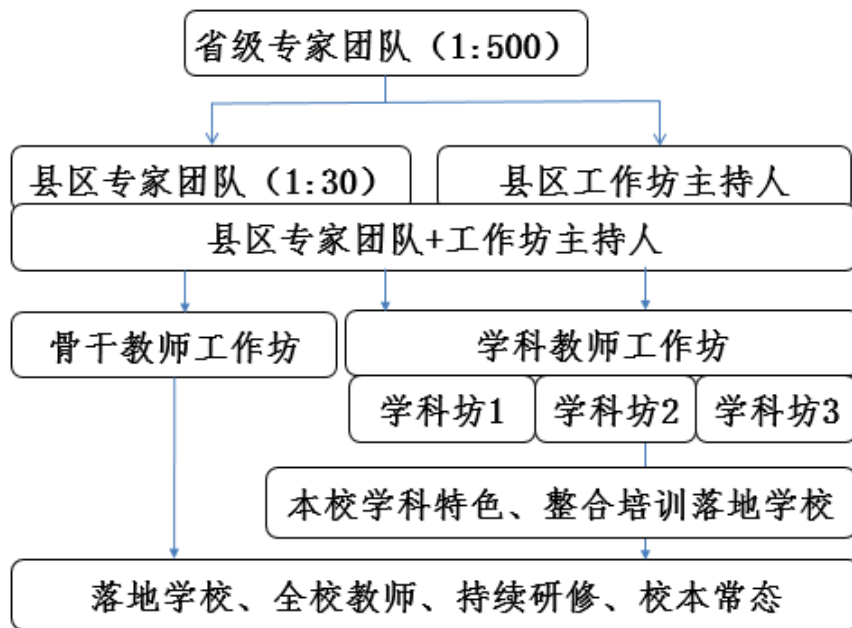 省级专家团队（1:500）
县区专家团队（1:30）
县区工作坊主持人
县区专家团队+工作坊主持人
骨干教师工作坊
学科教师工作坊
学科坊1
学科坊2
学科坊3
本校学科特色、整合培训落地学校
落地学校、全校教师、持续研修、校本常态